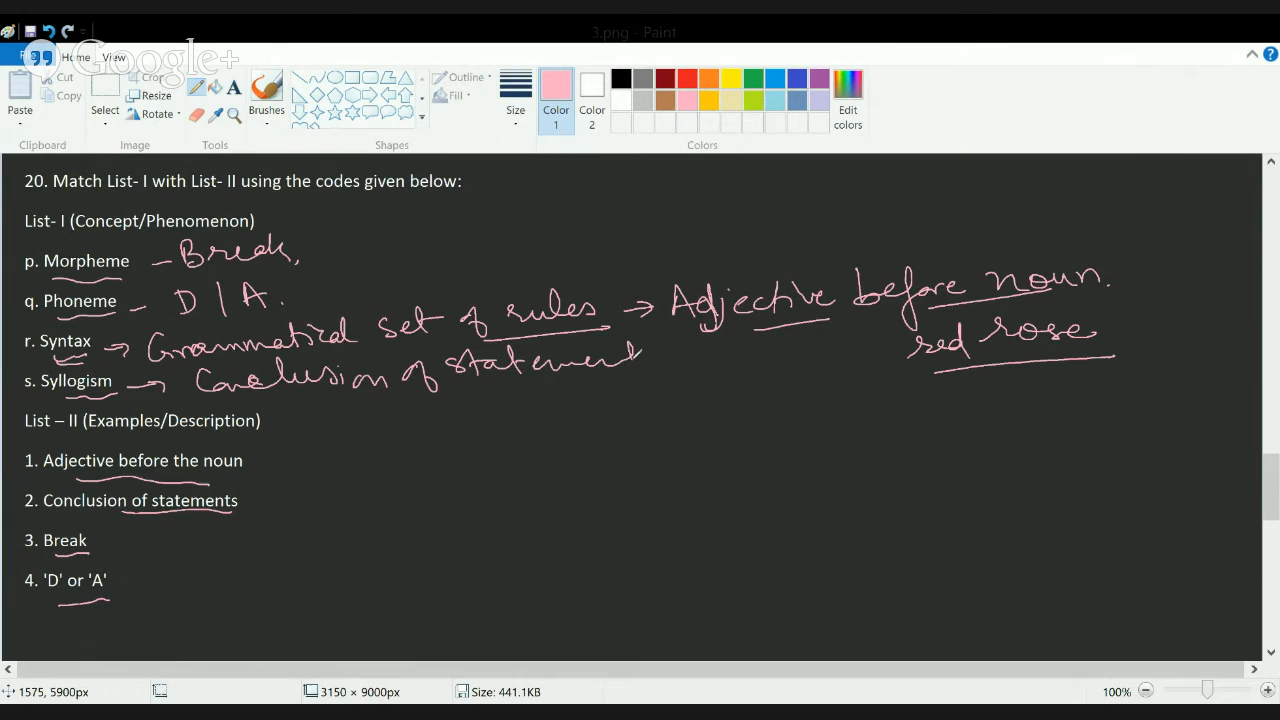 3.png - Paint
Google+
File Home View
Paste
Cut
Copy
Clipboard
Select
Crop
Resize
Rotate
Image
Tools
Brushes
Outline
Fill
Shapes
Size
Color 1
Color 2
Edit colors
Colors
20. Match List- I with List- II using the codes given below:
List- I (Concept/Phenomenon)
p. Morpheme – Break.
q. Phoneme – D | A.
r. Syntax → Grammatical set of rules → Adjective before noun.
red rose
s. Syllogism → Conclusion of statement
List – II (Examples/Description)
1. Adjective before the noun
2. Conclusion of statements
3. Break
4. 'D' or 'A'
1575, 5900px
3150 × 9000px
Size: 441.1KB
100%